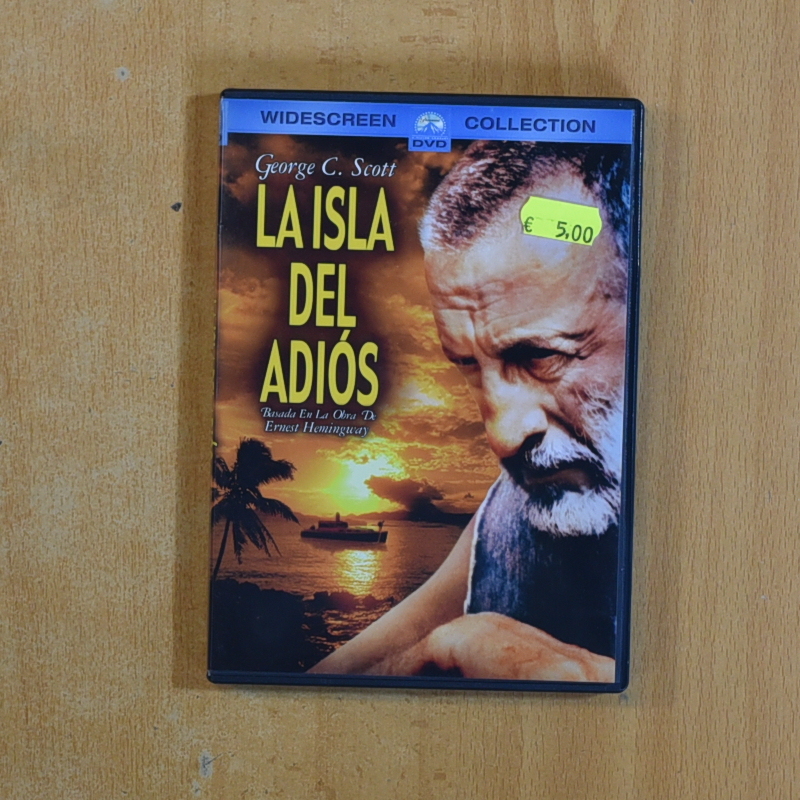 WIDESCREEN COLLECTION
DVD
George C. Scott
LA ISLA
DEL
ADIÓS
Basada En La Obra De
Ernest Hemingway
€ 5,00